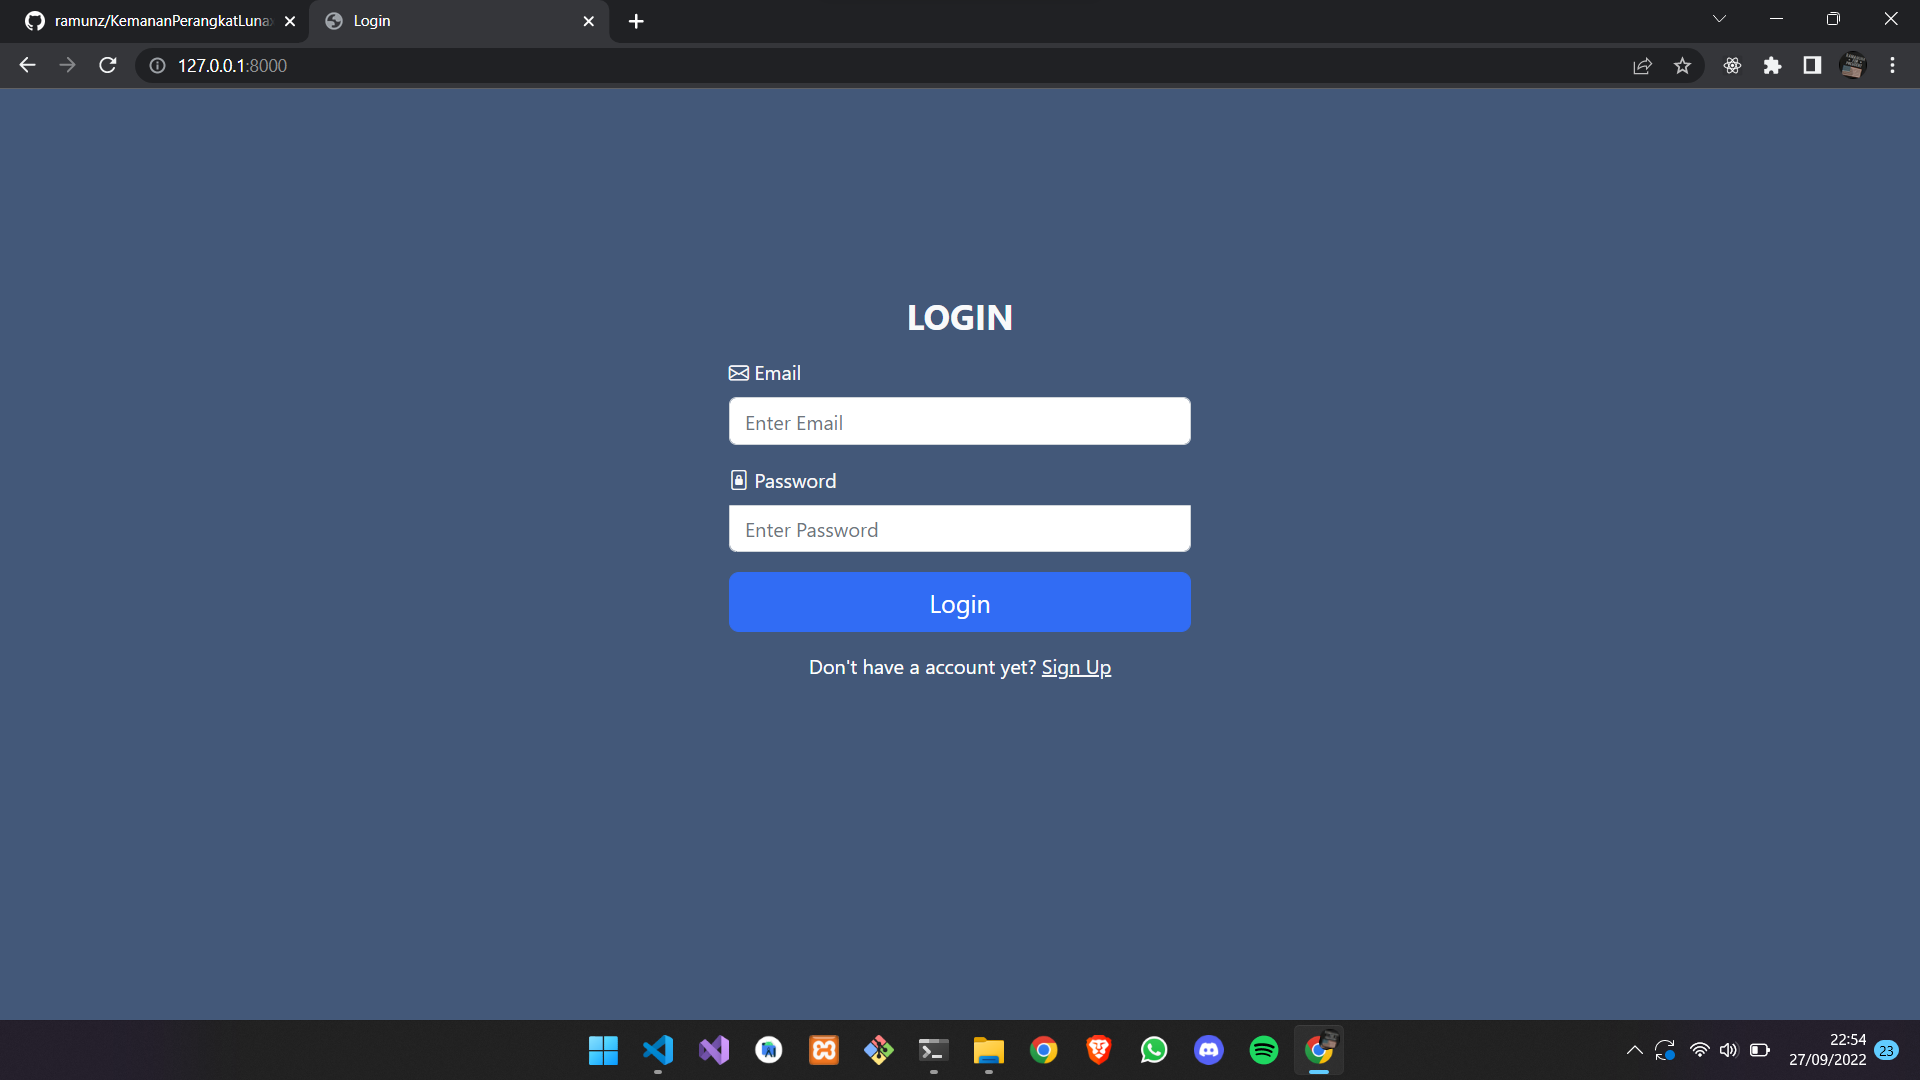 ramunz/KemananPerangkatLuna
Login
127.0.0.1:8000
LOGIN
Email
Enter Email
Password
Enter Password
Login
Don't have a account yet? Sign Up
22:54
27/09/2022
23